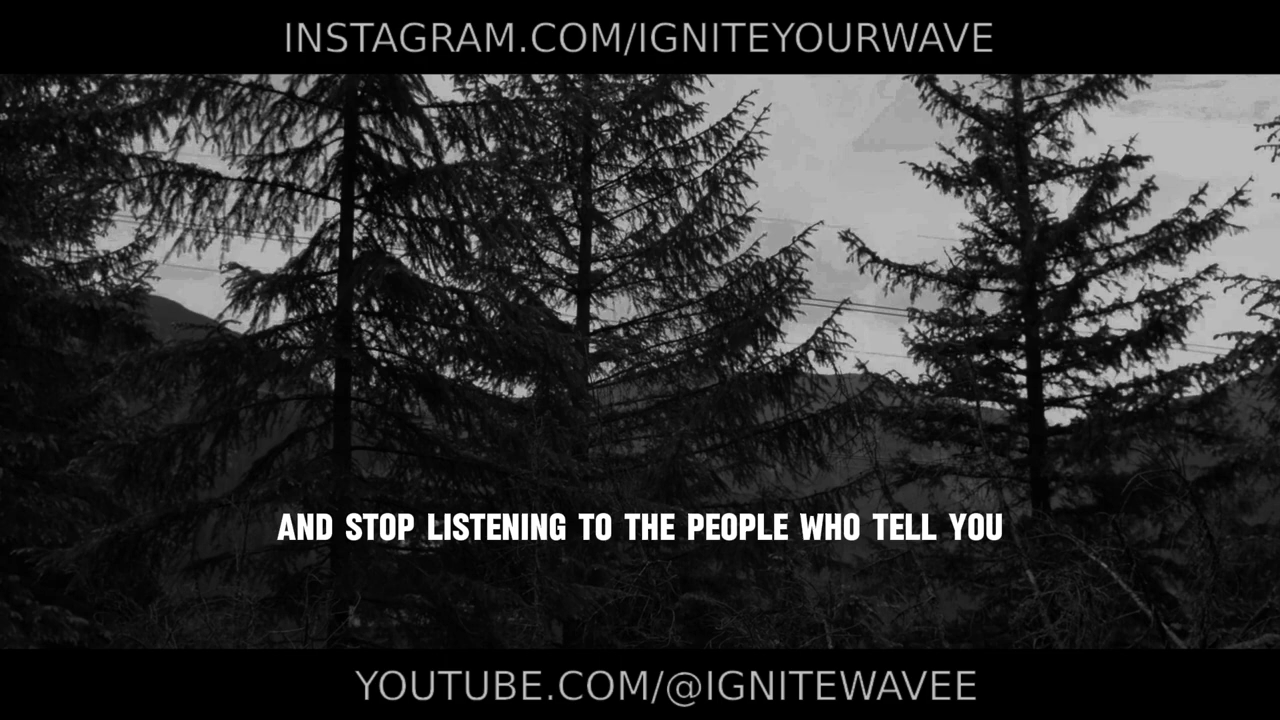 INSTAGRAM.COM/IGNITEYOURWAVE
AND STOP LISTENING TO THE PEOPLE WHO TELL YOU
YOUTUBE.COM/@IGNITEWAVEE